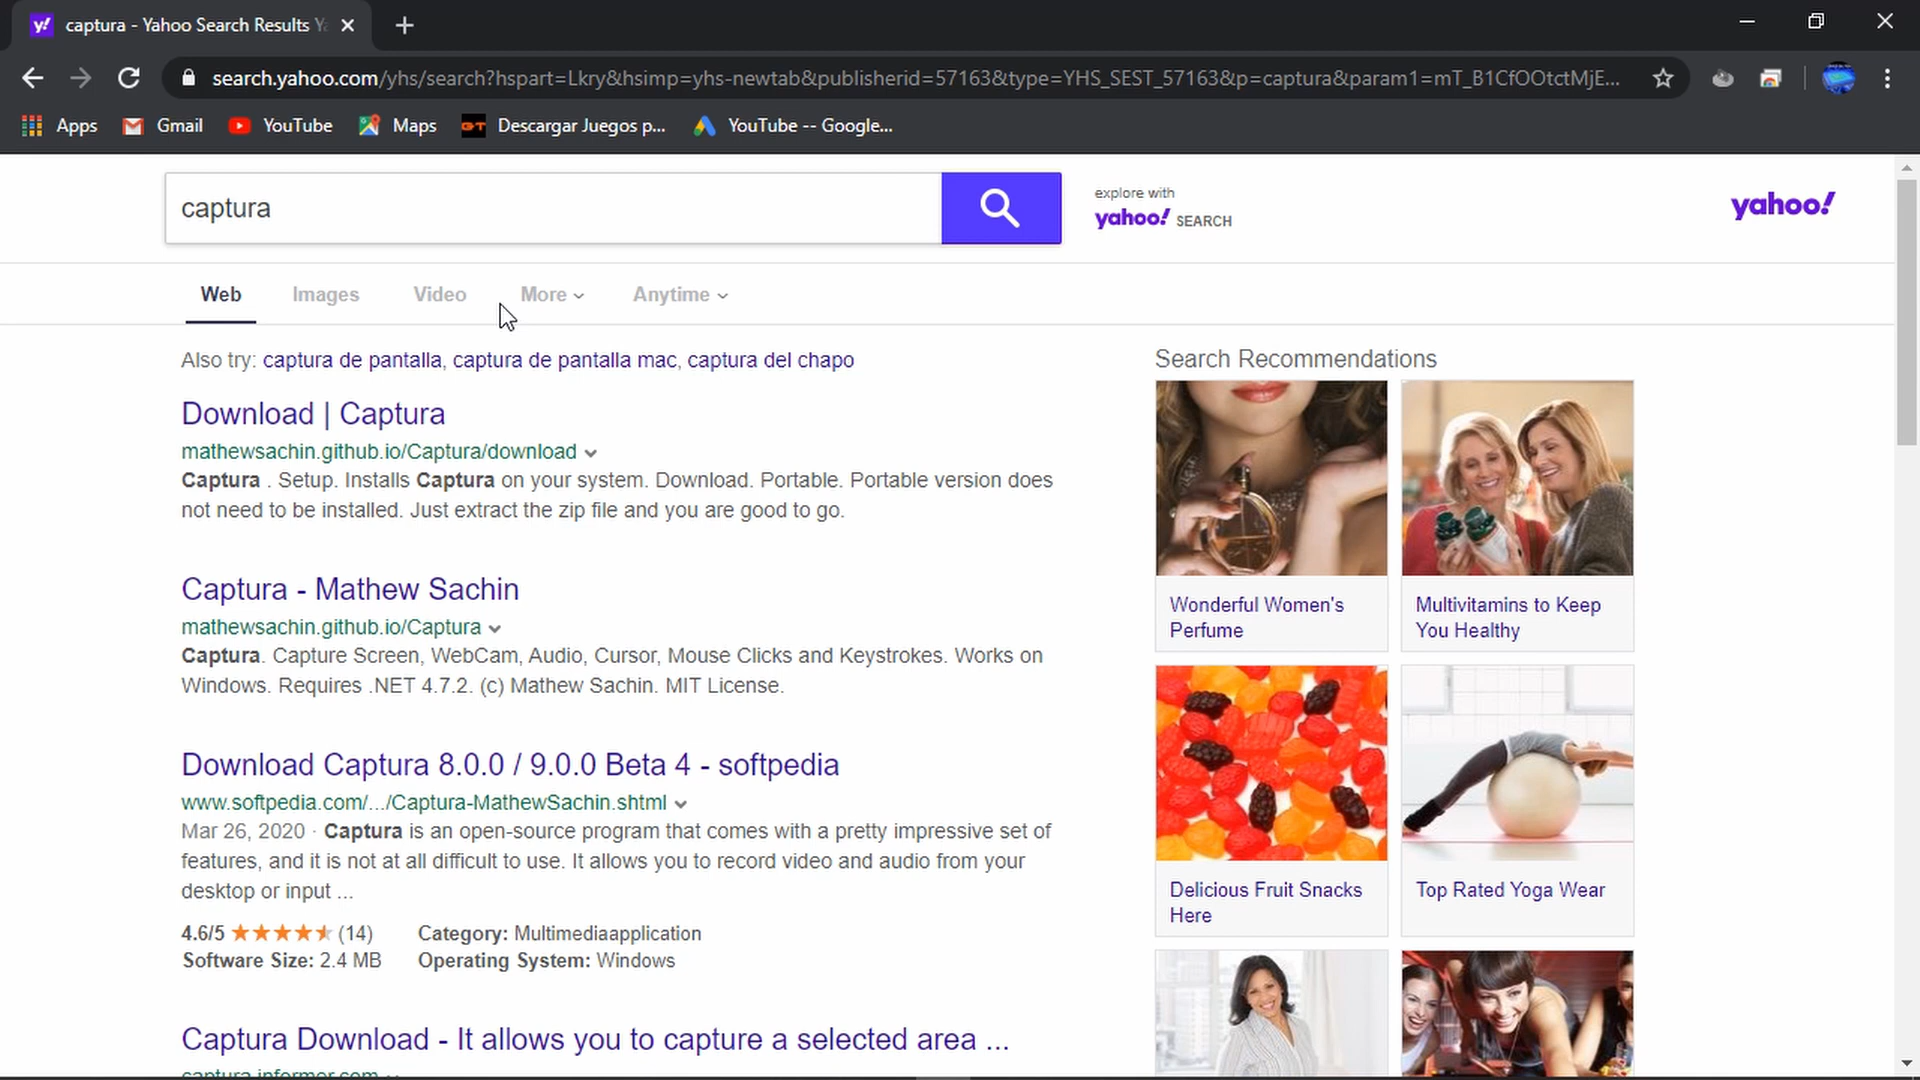 captura - Yahoo Search Results
search.yahoo.com/yhs/search?hspart=Lkry&hsimp=yhs-newtab&publisherid=57163&type=YHS_SEST_57163&p=captura&param1=mT_B1CfOOtctMjE...
Apps Gmail YouTube Maps Descargar Juegos p... YouTube -- Google...
captura
explore with
yahoo! SEARCH
yahoo!
Web Images Video More Anytime
Also try: captura de pantalla, captura de pantalla mac, captura del chapo
Download | Captura
mathewsachin.github.io/Captura/download
Captura . Setup. Installs Captura on your system. Download. Portable. Portable version does
not need to be installed. Just extract the zip file and you are good to go.
Captura - Mathew Sachin
mathewsachin.github.io/Captura
Captura. Capture Screen, WebCam, Audio, Cursor, Mouse Clicks and Keystrokes. Works on
Windows. Requires .NET 4.7.2. (c) Mathew Sachin. MIT License.
Download Captura 8.0.0 / 9.0.0 Beta 4 - softpedia
www.softpedia.com/.../Captura-MathewSachin.shtml
Mar 26, 2020 · Captura is an open-source program that comes with a pretty impressive set of
features, and it is not at all difficult to use. It allows you to record video and audio from your
desktop or input ...
4.6/5 (14) Category: Multimediaapplication
Software Size: 2.4 MB Operating System: Windows
Captura Download - It allows you to capture a selected area ...
captura.informer.com
Search Recommendations
Wonderful Women's
Perfume
Multivitamins to Keep
You Healthy
Delicious Fruit Snacks
Here
Top Rated Yoga Wear